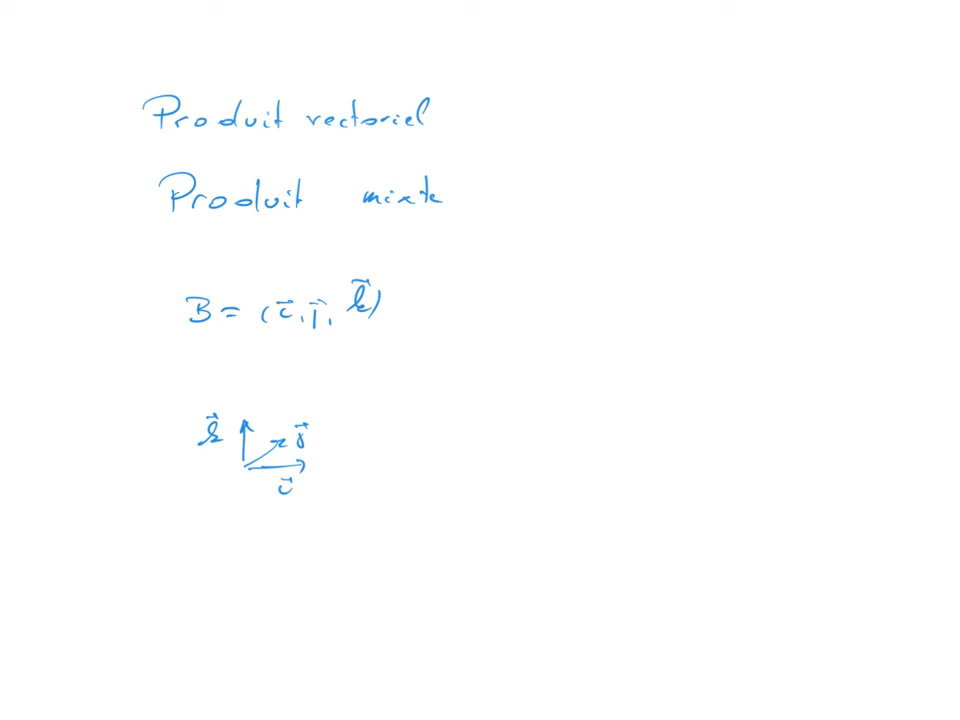 Produit vectoriel
Produit mixte
B = (i⃗, j⃗, k⃗)
k⃗ j⃗
i⃗